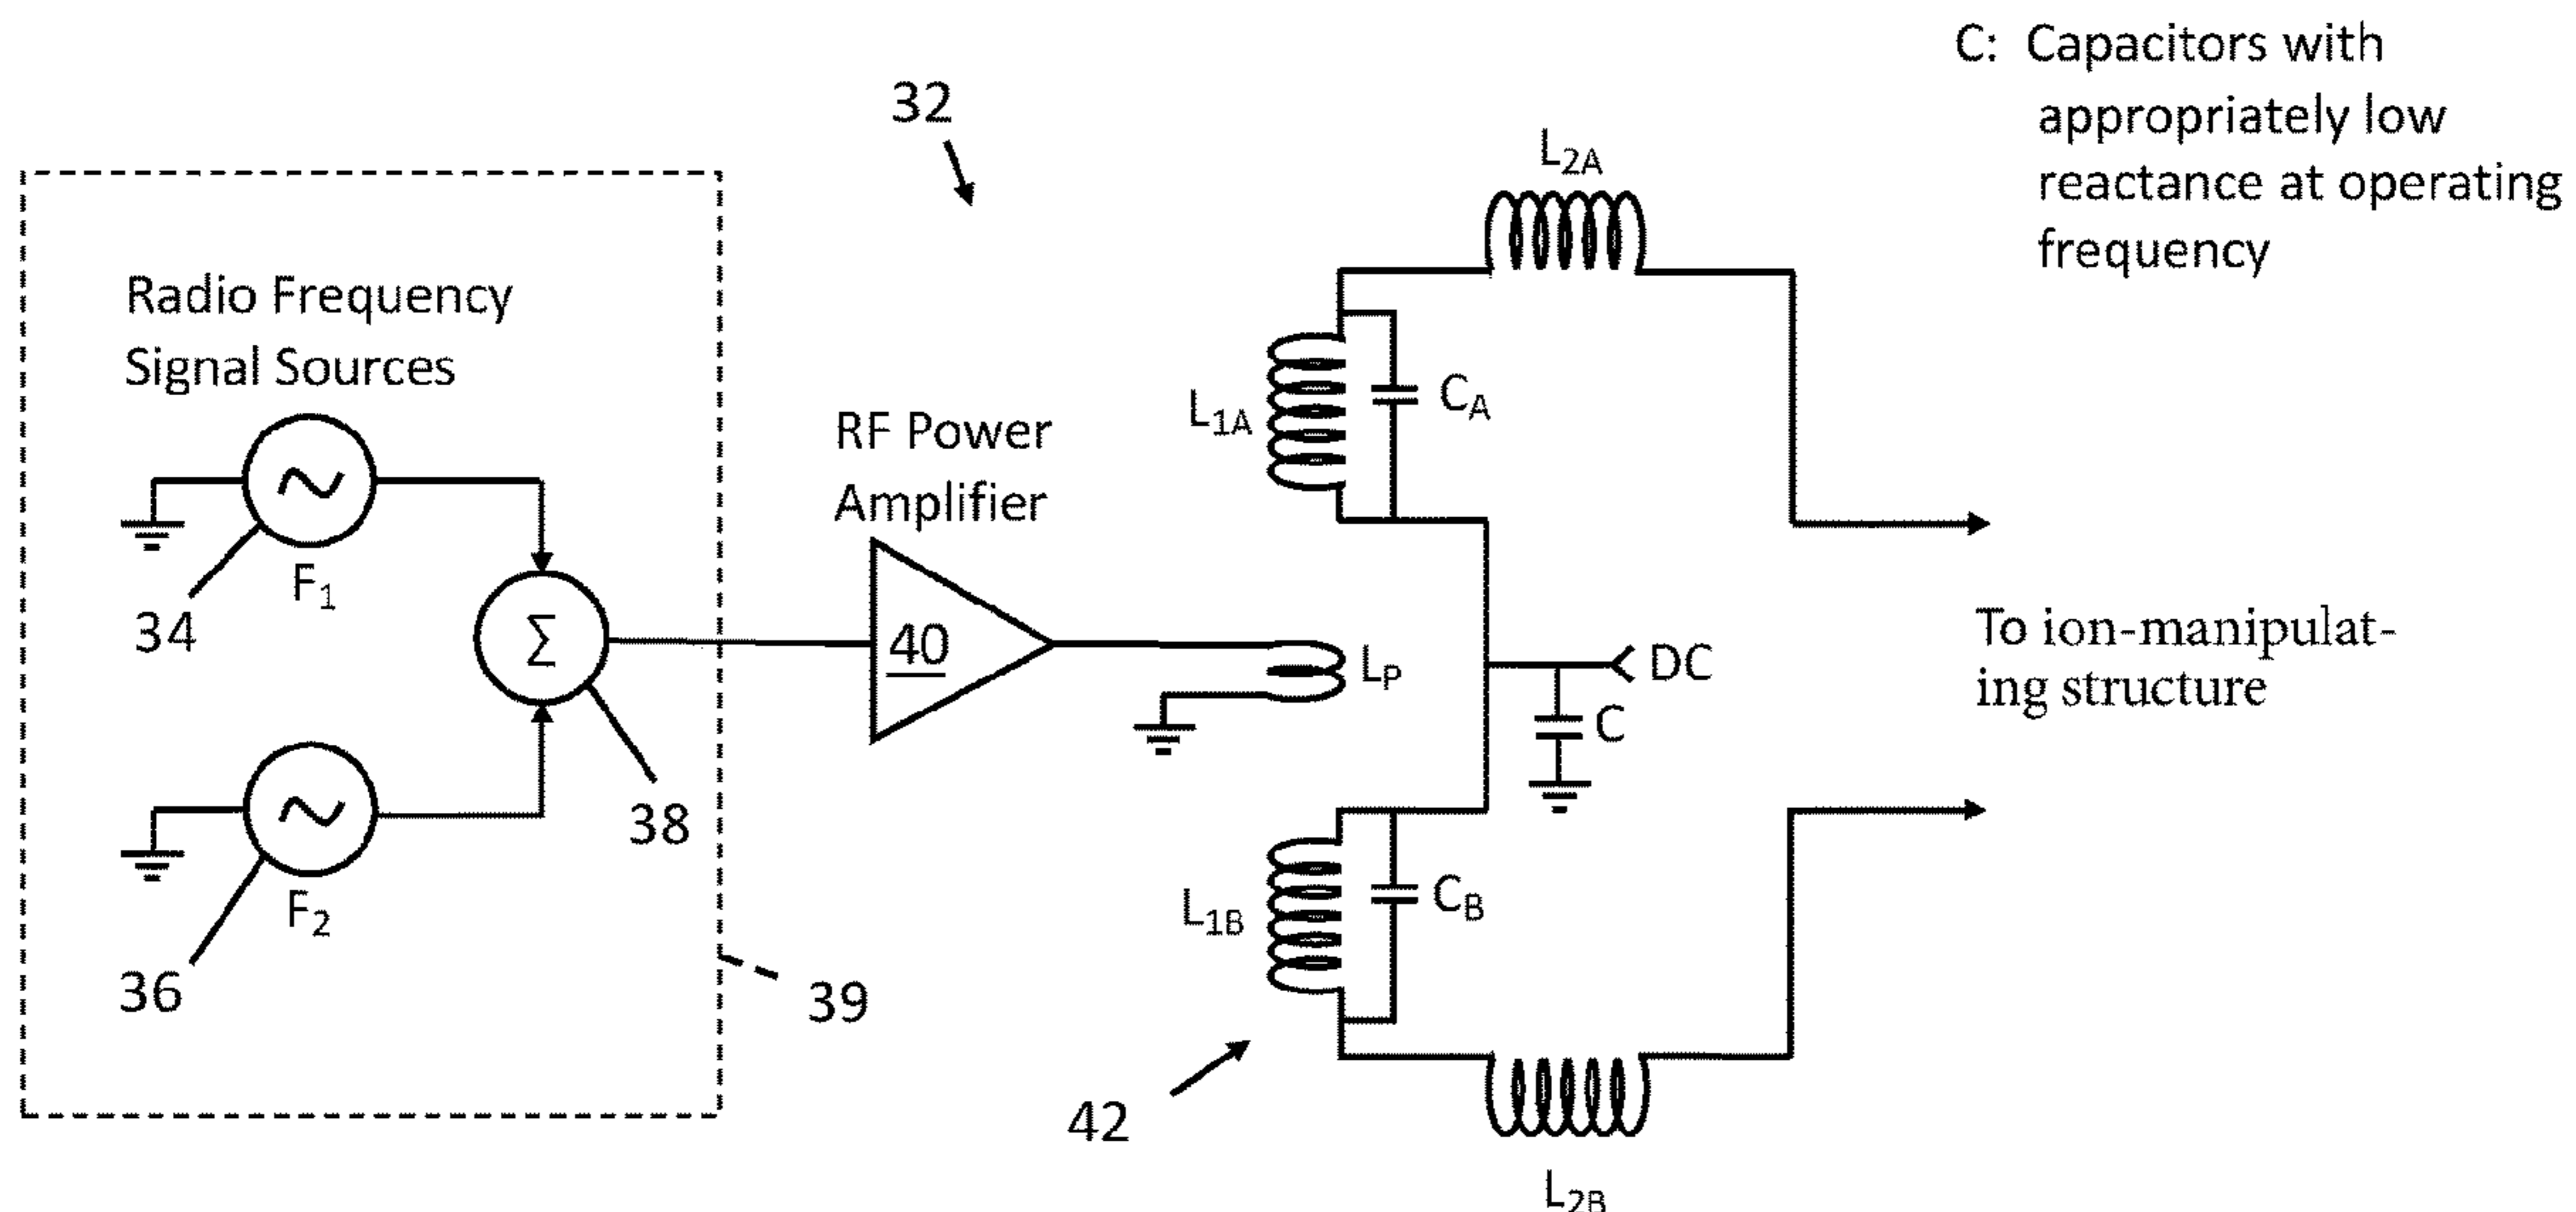 C: Capacitors with
appropriately low
reactance at operating
frequency
32
L2A
Radio Frequency
Signal Sources
L1A
CA
RF Power
Amplifier
F1
34
Σ
40
LP
DC
To ion-manipulat-
ing structure
C
38
F2
36
39
L1B
CB
42
L2B